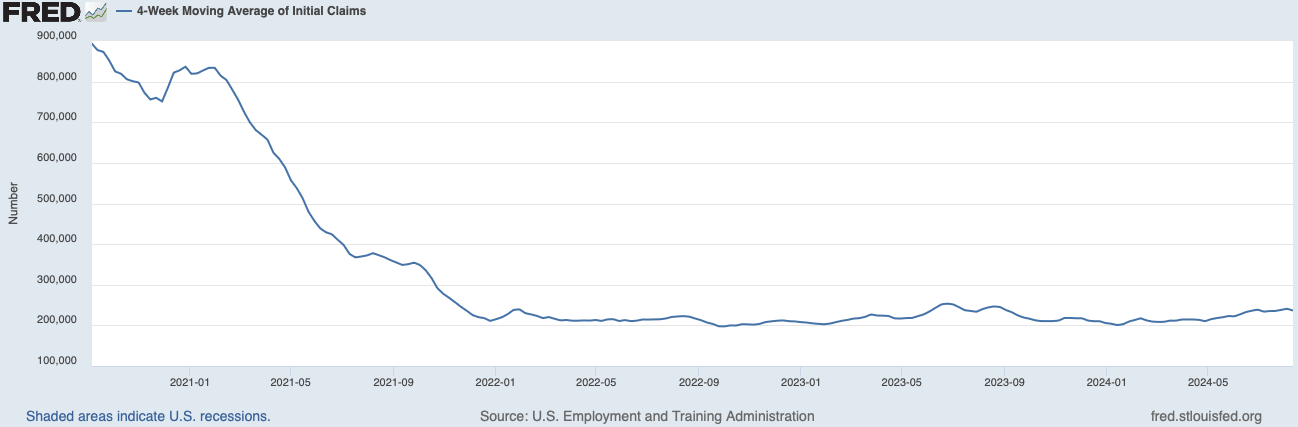 FRED 4-Week Moving Average of Initial Claims
900,000
800,000
700,000
600,000
500,000
400,000
300,000
200,000
100,000
Number
2021-01 2021-05 2021-09 2022-01 2022-05 2022-09 2023-01 2023-05 2023-09 2024-01 2024-05
Shaded areas indicate U.S. recessions. Source: U.S. Employment and Training Administration fred.stlouisfed.org